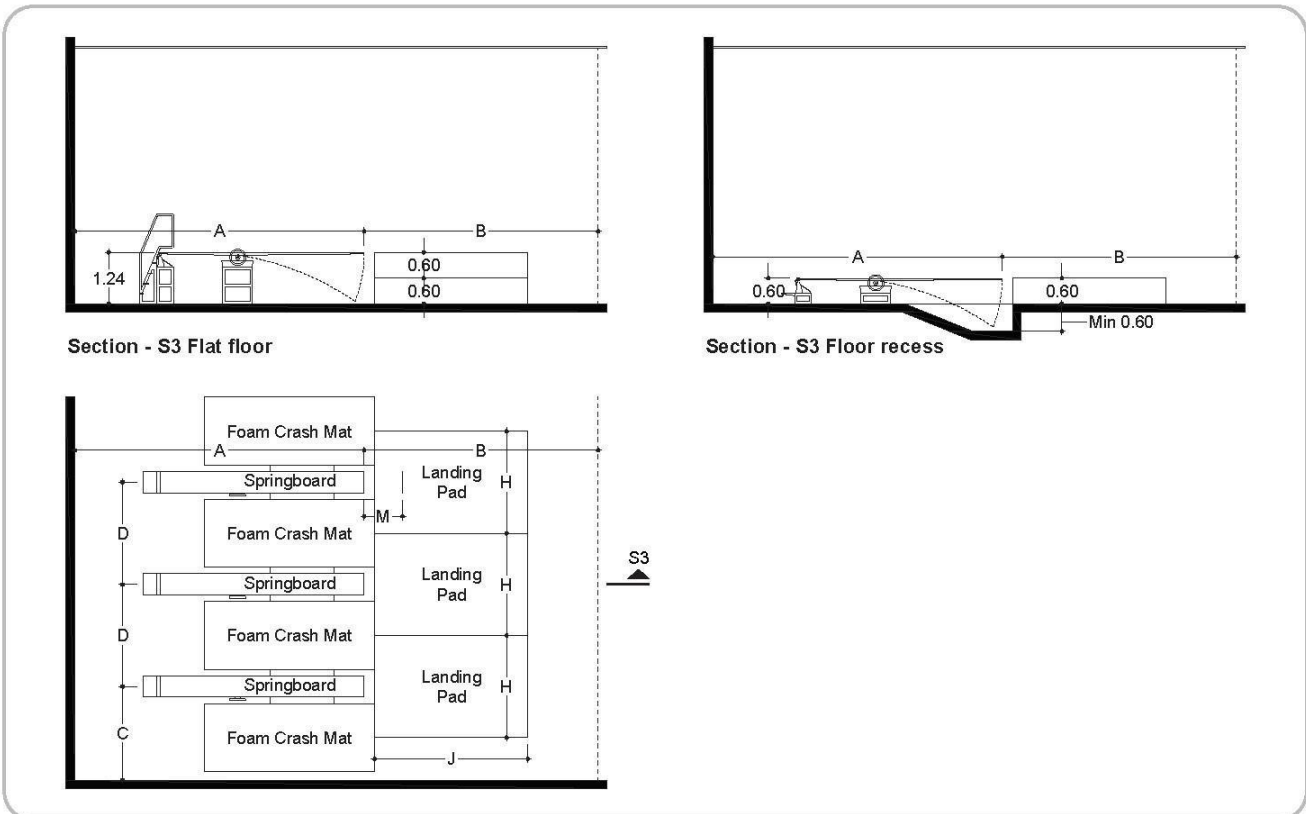 A
B
1.24
0.60
0.60
Section - S3 Flat floor
A
B
0.60
0.60
Min 0.60
Section - S3 Floor recess
Foam Crash Mat
A
B
Springboard
Landing
Pad
H
D
M
Foam Crash Mat
S3
Springboard
Landing
Pad
H
D
Foam Crash Mat
Springboard
Landing
Pad
H
C
Foam Crash Mat
J